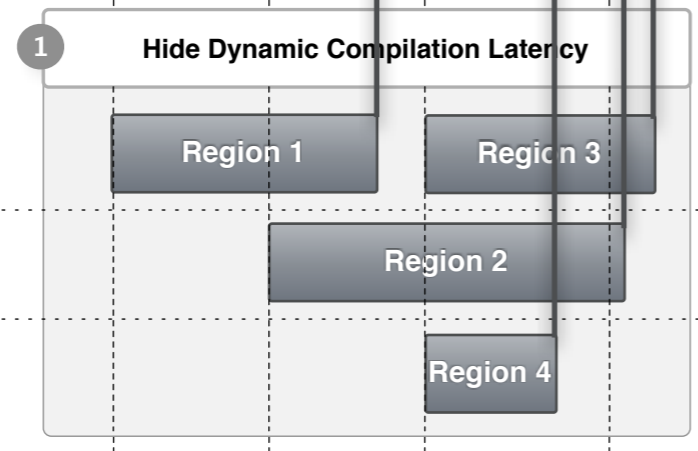 1
Hide Dynamic Compilation Latency
Region 1
Region 3
Region 2
Region 4